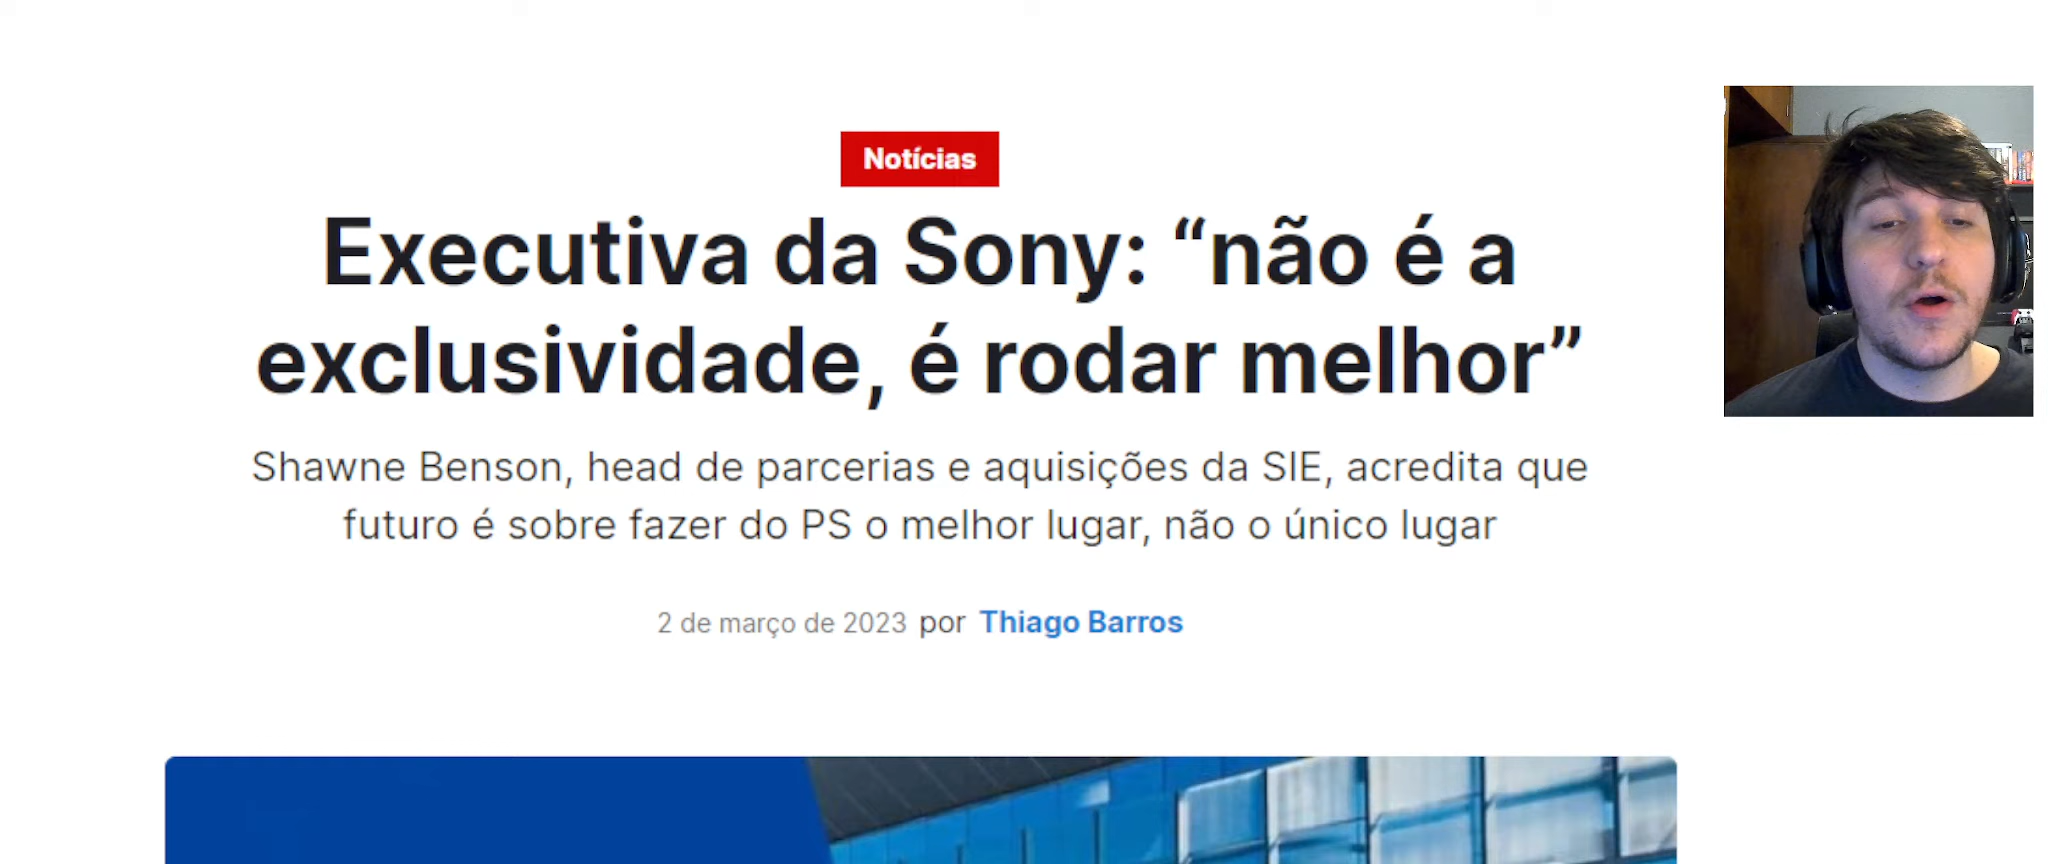 Notícias
Executiva da Sony: “não é a
exclusividade, é rodar melhor”
Shawne Benson, head de parcerias e aquisições da SIE, acredita que
futuro é sobre fazer do PS o melhor lugar, não o único lugar
2 de março de 2023 por Thiago Barros